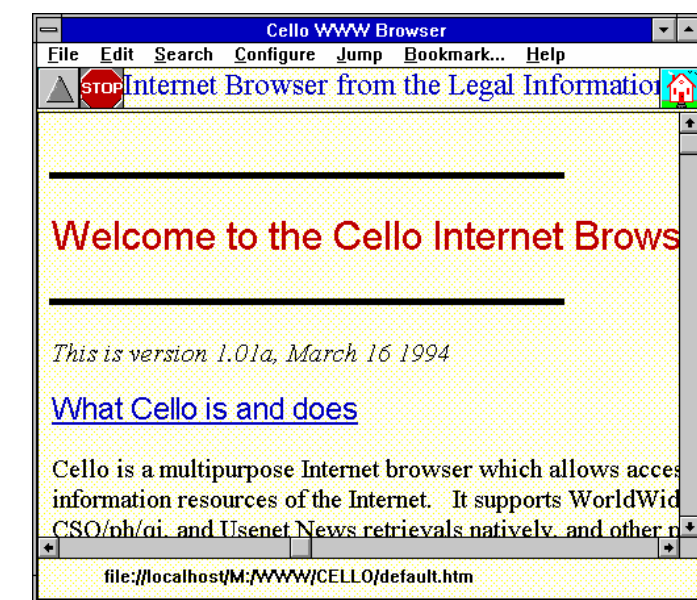 Cello WWW Browser
File Edit Search Configure Jump Bookmark... Help
STOP Internet Browser from the Legal Information
Welcome to the Cello Internet Brows
This is version 1.01a, March 16 1994
What Cello is and does
Cello is a multipurpose Internet browser which allows acces
information resources of the Internet. It supports WorldWid
CSO/ph/qi, and Usenet News retrievals natively, and other p
file://localhost/M:/WWW/CELLO/default.htm